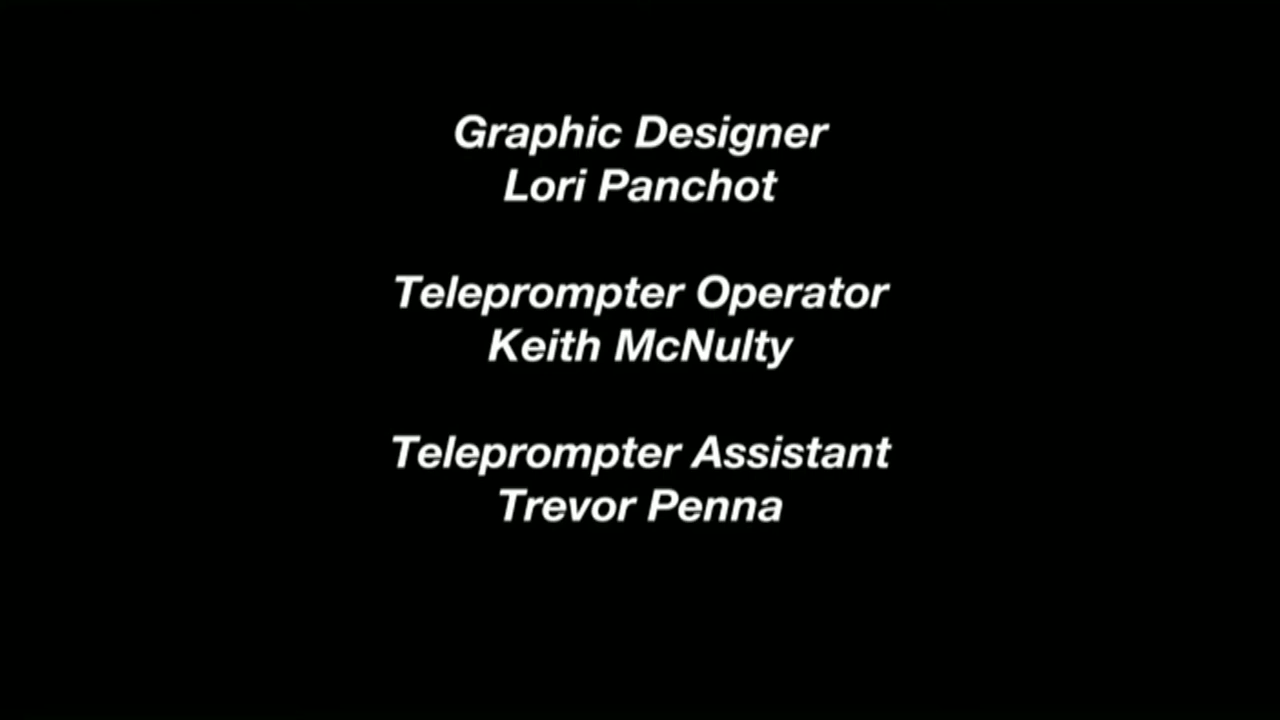 Graphic Designer
Lori Panchot
Teleprompter Operator
Keith McNulty
Teleprompter Assistant
Trevor Penna